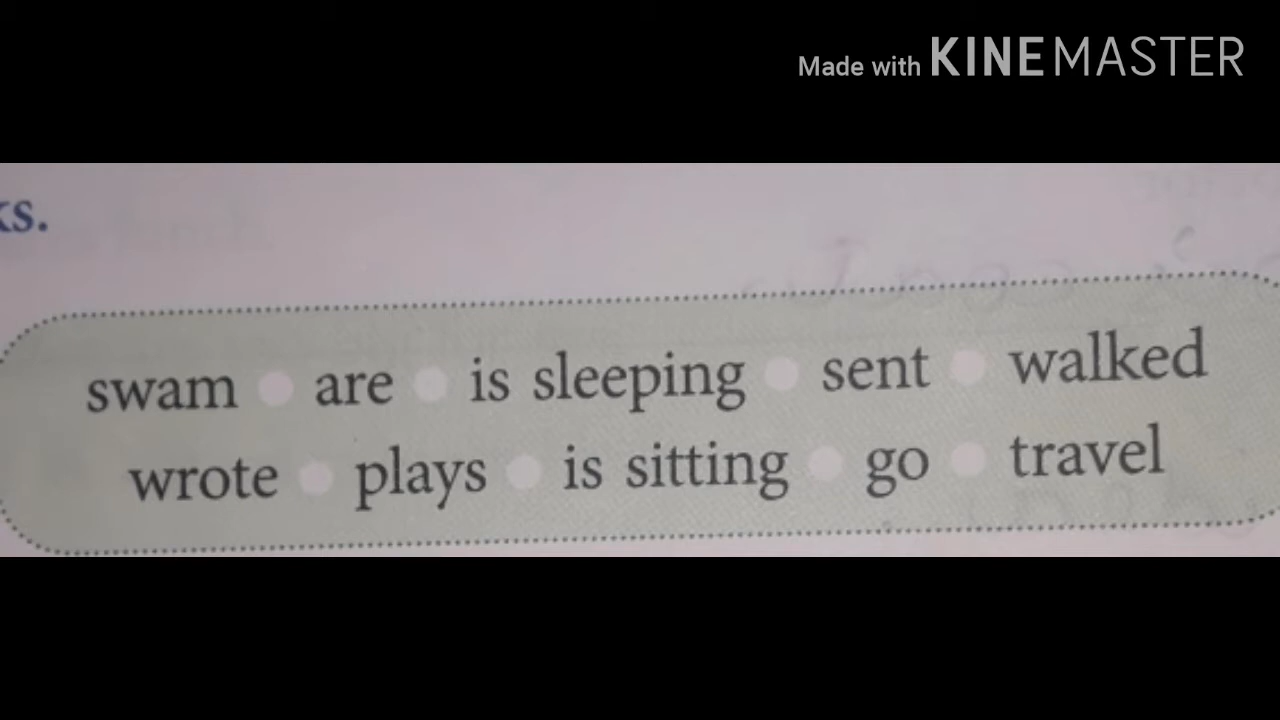 Made with KINEMASTER
ks.
swam are is sleeping sent walked
wrote plays is sitting go travel